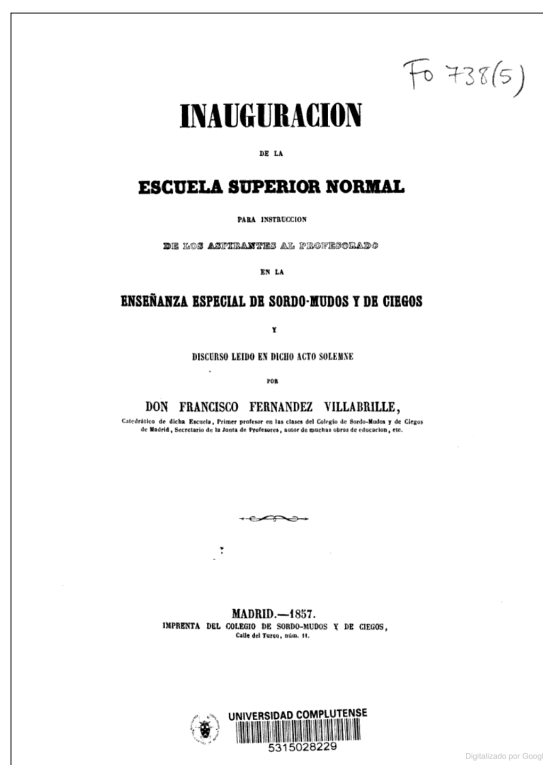 Fo 738(5)
INAUGURACION
DE LA
ESCUELA SUPERIOR NORMAL
PARA INSTRUCCION
DE LOS ASPIRANTES AL PROFESORADO
EN LA
ENSEÑANZA ESPECIAL DE SORDO-MUDOS Y DE CIEGOS
Y
DISCURSO LEIDO EN DICHO ACTO SOLEMNE
POR
DON FRANCISCO FERNANDEZ VILLABRILLE,
Catedrático de dicha Escuela, Primer profesor en las clases del Colegio de Sordo-Mudos y de Ciegos
de Madrid, Secretario de la Junta de Profesores, autor de muchas obras de educacion, etc.
MADRID.—1857.
IMPRENTA DEL COLEGIO DE SORDO-MUDOS Y DE CIEGOS,
Calle del Turco, núm. 11.
UNIVERSIDAD COMPLUTENSE
5315028229
Digitalizado por Googl